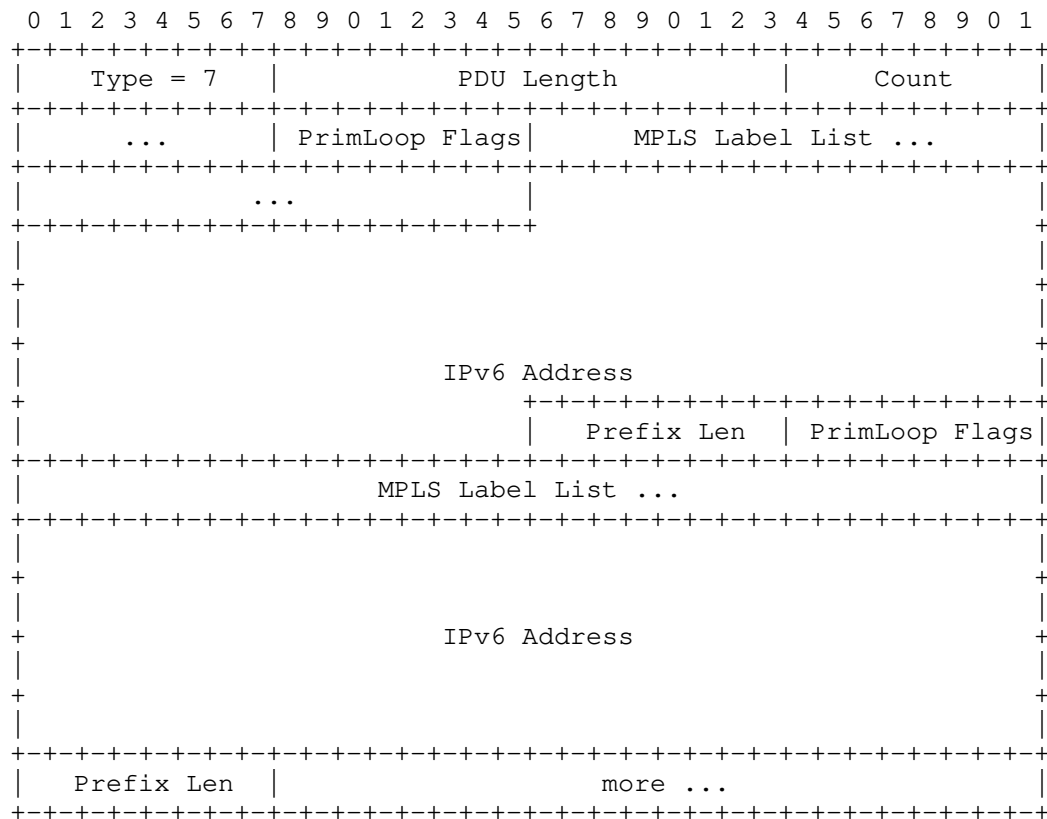 0 1 2 3 4 5 6 7 8 9 0 1 2 3 4 5 6 7 8 9 0 1 2 3 4 5 6 7 8 9 0 1
+-+-+-+-+-+-+-+-+-+-+-+-+-+-+-+-+-+-+-+-+-+-+-+-+-+-+-+-+-+-+-+-+
|    Type = 7   |           PDU Length          |     Count     |
+-+-+-+-+-+-+-+-+-+-+-+-+-+-+-+-+-+-+-+-+-+-+-+-+-+-+-+-+-+-+-+-+
|      ...      | PrimLoop Flags|      MPLS Label List ...      |
+-+-+-+-+-+-+-+-+-+-+-+-+-+-+-+-+-+-+-+-+-+-+-+-+-+-+-+-+-+-+-+-+
|              ...              |                               |
+-+-+-+-+-+-+-+-+-+-+-+-+-+-+-+-+                               +
|                                                               |
+                                                               +
|                                                               |
+                                                               +
|                          IPv6 Address                         |
+                               +-+-+-+-+-+-+-+-+-+-+-+-+-+-+-+-+
|                               |   Prefix Len  | PrimLoop Flags|
+-+-+-+-+-+-+-+-+-+-+-+-+-+-+-+-+-+-+-+-+-+-+-+-+-+-+-+-+-+-+-+-+
|                      MPLS Label List ...                      |
+-+-+-+-+-+-+-+-+-+-+-+-+-+-+-+-+-+-+-+-+-+-+-+-+-+-+-+-+-+-+-+-+
|                                                               |
+                                                               +
|                                                               |
+                          IPv6 Address                         +
|                                                               |
+                                                               +
|                                                               |
+-+-+-+-+-+-+-+-+-+-+-+-+-+-+-+-+-+-+-+-+-+-+-+-+-+-+-+-+-+-+-+-+
|   Prefix Len  |                    more ...                   |
+-+-+-+-+-+-+-+-+-+-+-+-+-+-+-+-+-+-+-+-+-+-+-+-+-+-+-+-+-+-+-+-+